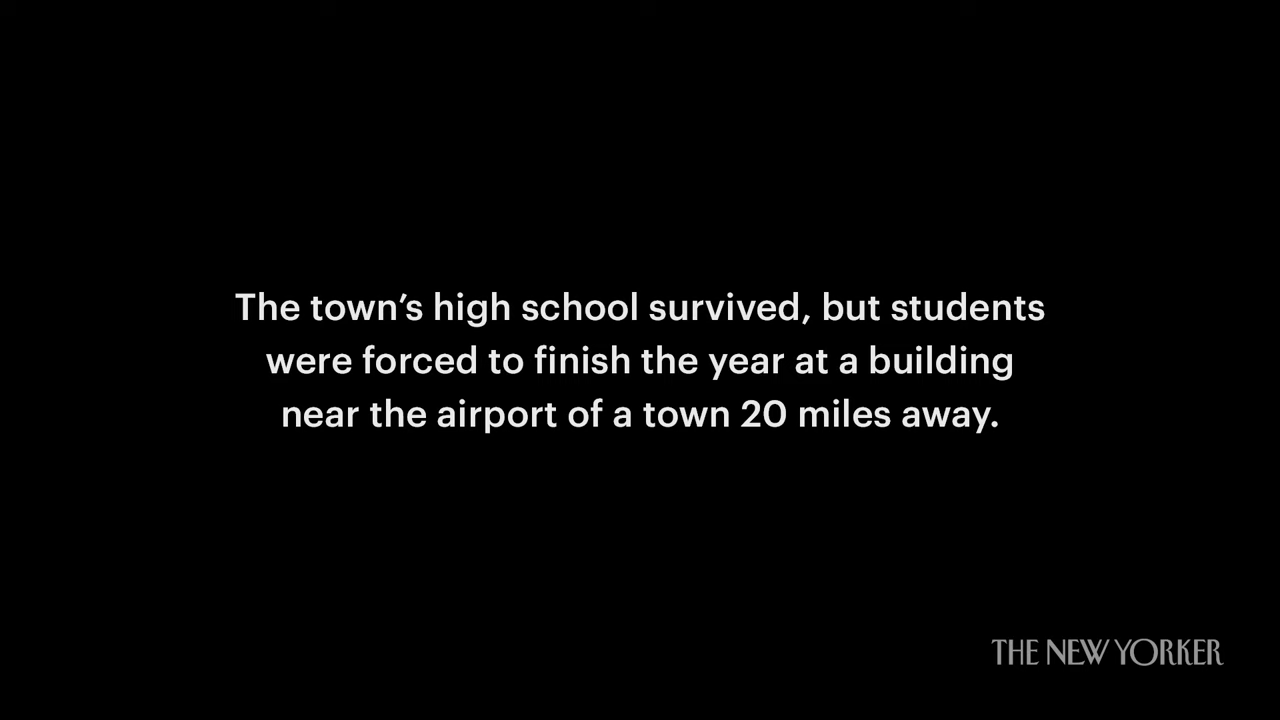 The town’s high school survived, but students
were forced to finish the year at a building
near the airport of a town 20 miles away.
THE NEW YORKER